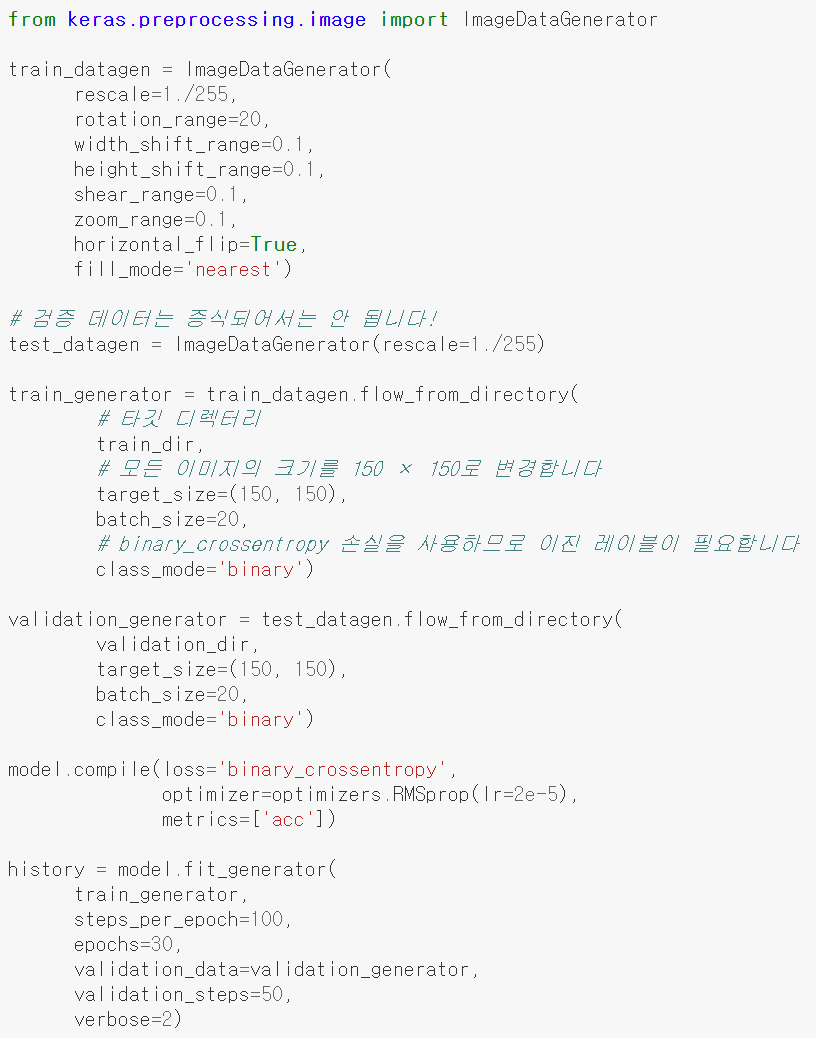 from keras.preprocessing.image import ImageDataGenerator
train_datagen = ImageDataGenerator(
rescale=1./255,
rotation_range=20,
width_shift_range=0.1,
height_shift_range=0.1,
shear_range=0.1,
zoom_range=0.1,
horizontal_flip=True,
fill_mode='nearest')
# 검증 데이터는 증식되어서는 안 됩니다!
test_datagen = ImageDataGenerator(rescale=1./255)
train_generator = train_datagen.flow_from_directory(
# 타깃 디렉터리
train_dir,
# 모든 이미지의 크기를 150 × 150로 변경합니다
target_size=(150, 150),
batch_size=20,
# binary_crossentropy 손실을 사용하므로 이진 레이블이 필요합니다
class_mode='binary')
validation_generator = test_datagen.flow_from_directory(
validation_dir,
target_size=(150, 150),
batch_size=20,
class_mode='binary')
model.compile(loss='binary_crossentropy',
optimizer=optimizers.RMSprop(lr=2e-5),
metrics=['acc'])
history = model.fit_generator(
train_generator,
steps_per_epoch=100,
epochs=30,
validation_data=validation_generator,
validation_steps=50,
verbose=2)